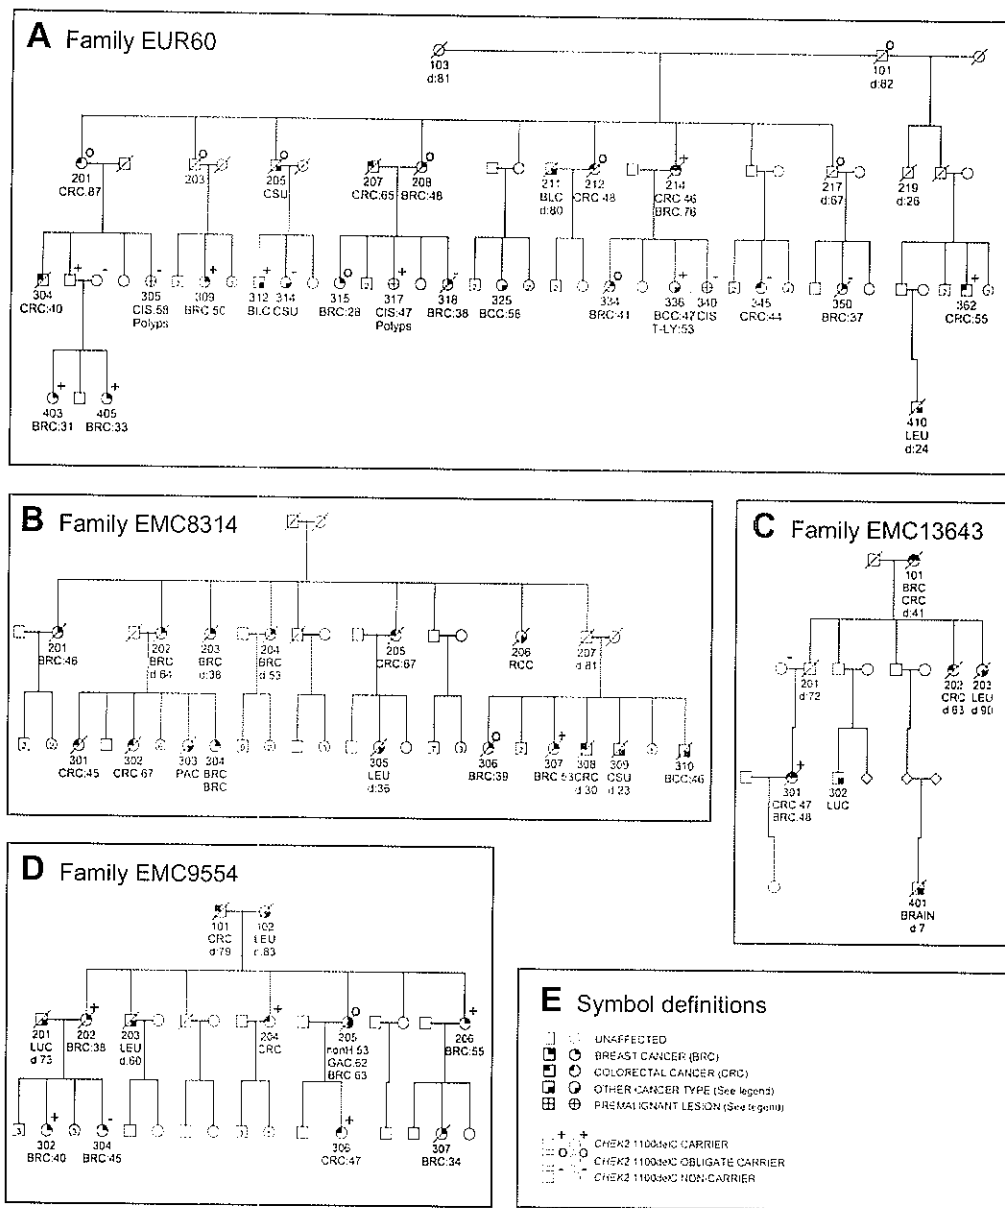 A Family EUR60
103
d:81
101
d:82
201
CRC:87
203
205
CSU
207
CRC:65
208
BRC:48
211
BLC
d:80
212
CRC:48
214
CRC:46
BRC:76
217
d:67
219
d:26
304
CRC:40
305
CIS:58
Polyps
309
BRC:50
312
BLC
314
CSU
315
BRC:28
317
CIS:47
Polyps
318
BRC:38
325
BCC:56
334
BRC:41
336
BCC:47
T-LY:53
340
CIS
345
CRC:44
350
BRC:37
362
CRC:55
403
BRC:31
405
BRC:33
410
LEU
d:24
B Family EMC8314
201
BRC:46
202
BRC
d:64
203
BRC
d:38
204
BRC
d:53
205
CRC:67
206
RCC
207
d:81
301
CRC:45
302
CRC:67
303
PAC
304
BRC
BRC
305
LEU
d:36
306
BRC:39
307
BRC:53
308
CRC
d:30
309
CSU
d:23
310
BCC:46
C Family EMC13643
101
BRC
CRC
d:41
201
d:72
202
CRC
d:63
203
LEU
d:90
301
CRC:47
BRC:48
302
LUC
401
BRAIN
d:7
D Family EMC9554
101
CRC
d:79
102
LEU
d:83
201
LUC
d:73
202
BRC:38
203
LEU
d:60
204
CRC
205
nonH:53
GAC:62
BRC:63
206
BRC:55
302
BRC:40
304
BRC:45
306
CRC:47
307
BRC:34
E Symbol definitions
UNAFFECTED
BREAST CANCER (BRC)
COLORECTAL CANCER (CRC)
OTHER CANCER TYPE (See legend)
PREMALIGNANT LESION (See legend)
+ + CHEK2 1100delC CARRIER
O O CHEK2 1100delC OBLIGATE CARRIER
- - CHEK2 1100delC NON-CARRIER